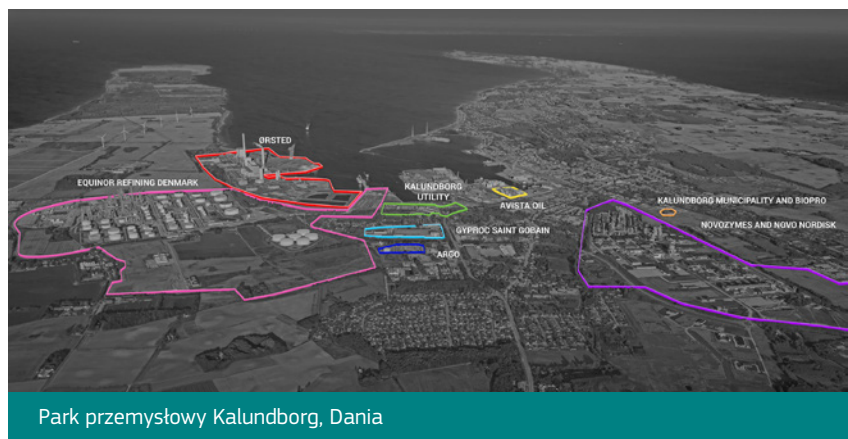 ØRSTED
EQUINOR REFINING DENMARK
KALUNDBORG
UTILITY
AVISTA OIL
KALUNDBORG MUNICIPALITY AND BIOPRO
NOVOZYMES AND NOVO NORDISK
GYPROC SAINT GOBAIN
ARGO
Park przemysłowy Kalundborg, Dania